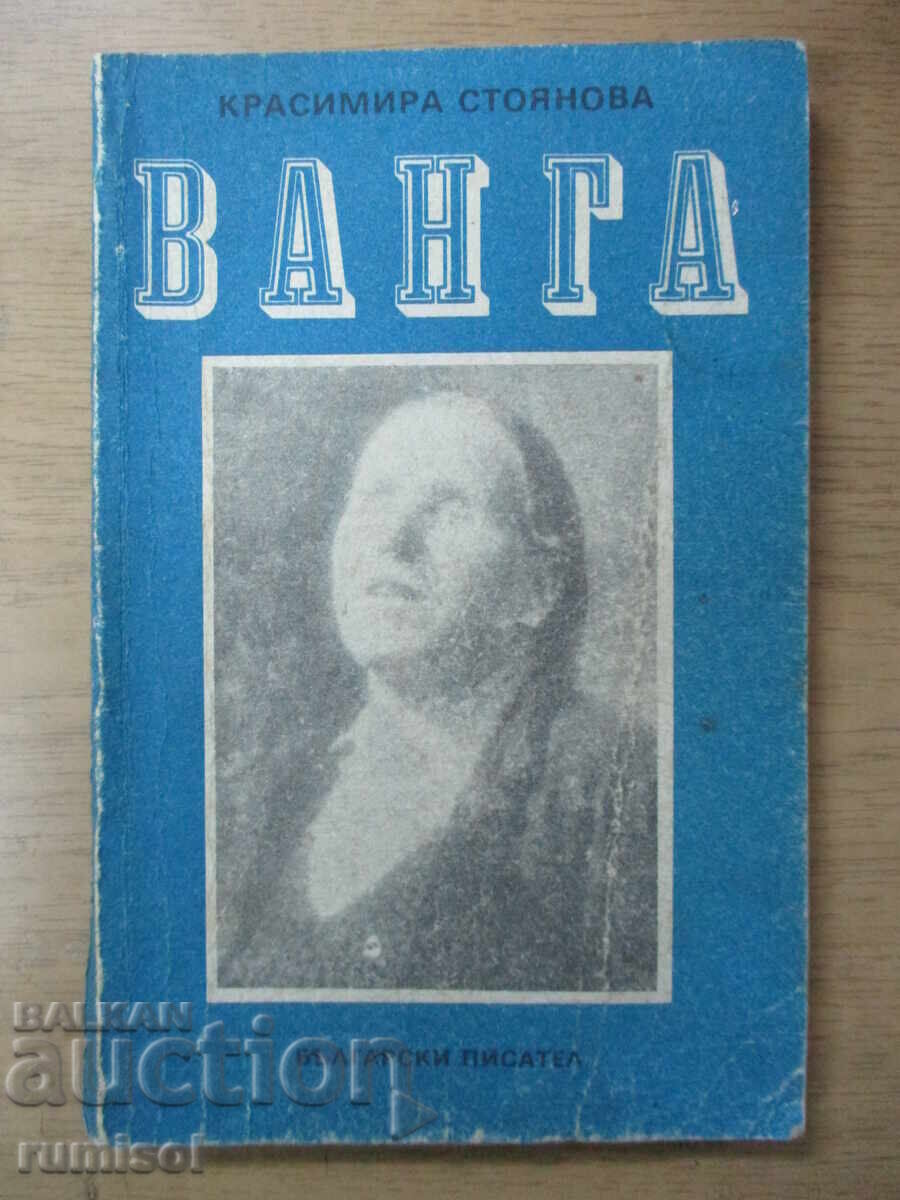 КРАСИМИРА СТОЯНОВА
ВАНГА
БЪЛГАРСКИ ПИСАТЕЛ
BALKAN
auction
rumisol